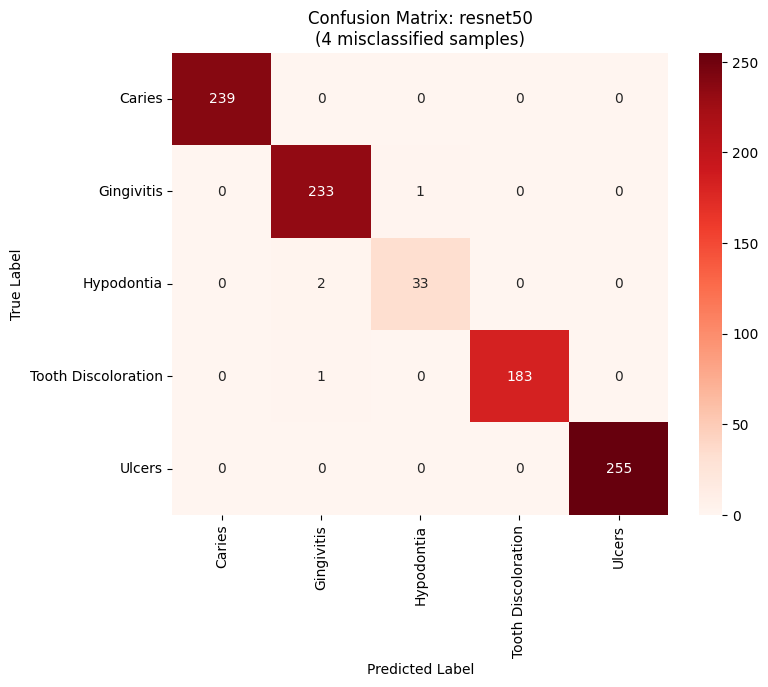 Confusion Matrix: resnet50
(4 misclassified samples)
True Label
Caries 239 0 0 0 0
Gingivitis 0 233 1 0 0
Hypodontia 0 2 33 0 0
Tooth Discoloration 0 1 0 183 0
Ulcers 0 0 0 0 255
Caries Gingivitis Hypodontia Tooth Discoloration Ulcers
Predicted Label
250
200
150
100
50
0